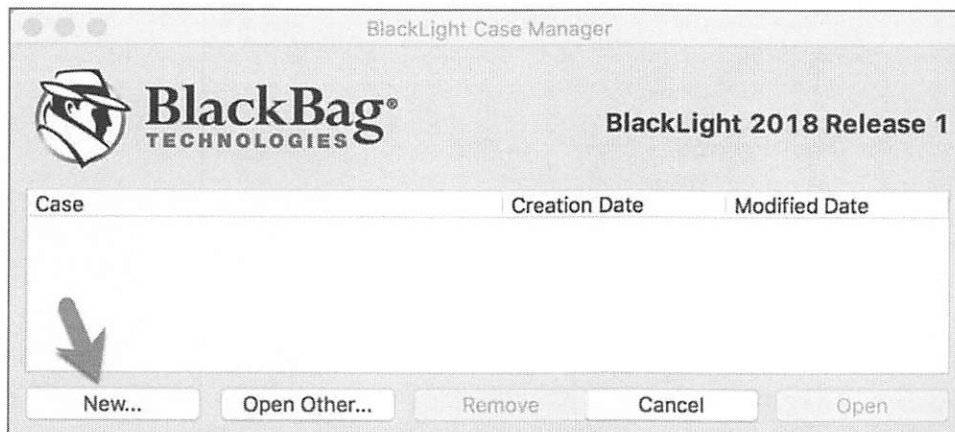 BlackLight Case Manager
BlackBag®
TECHNOLOGIES
BlackLight 2018 Release 1
Case Creation Date Modified Date
New... Open Other... Remove Cancel Open